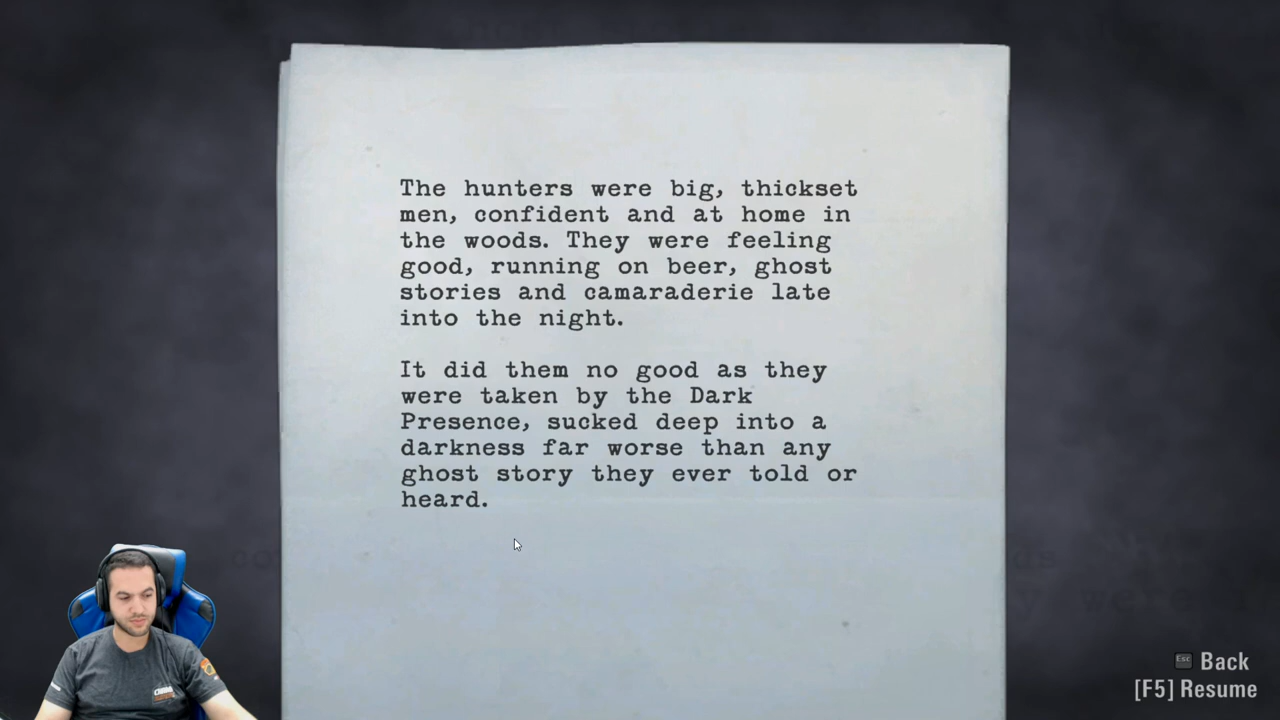 The hunters were big, thickset
men, confident and at home in
the woods. They were feeling
good, running on beer, ghost
stories and camaraderie late
into the night.
It did them no good as they
were taken by the Dark
Presence, sucked deep into a
darkness far worse than any
ghost story they ever told or
heard.
Esc Back
[F5] Resume